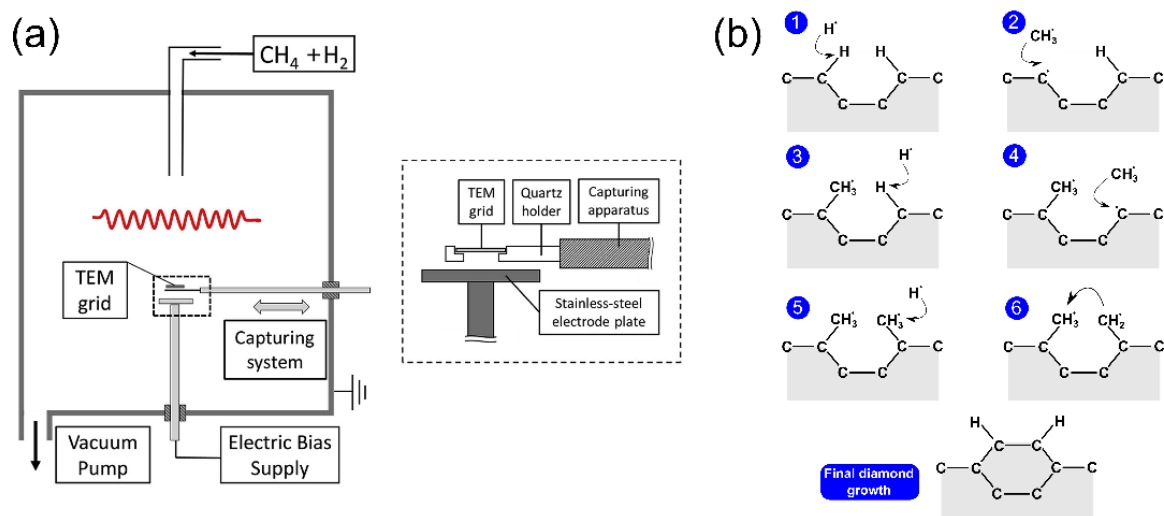 (a)
CH₄ + H₂
TEM
grid
Capturing
system
Vacuum
Pump
Electric Bias
Supply
TEM
grid
Quartz
holder
Capturing
apparatus
Stainless-steel
electrode plate
(b)
1
H˙
H H
C C C C
C C
2
CH₃˙
H
C C˙ C C
C C
3
H˙
CH₃˙ H
C C C C
C C
4
CH₃˙
CH₃˙
C C C˙ C
C C
5
H˙
CH₃˙ CH₃˙
C C C C
C C
6
CH₃˙ CH₂˙
C C C C
C C
Final diamond
growth
H H
C C
C C C C
C C